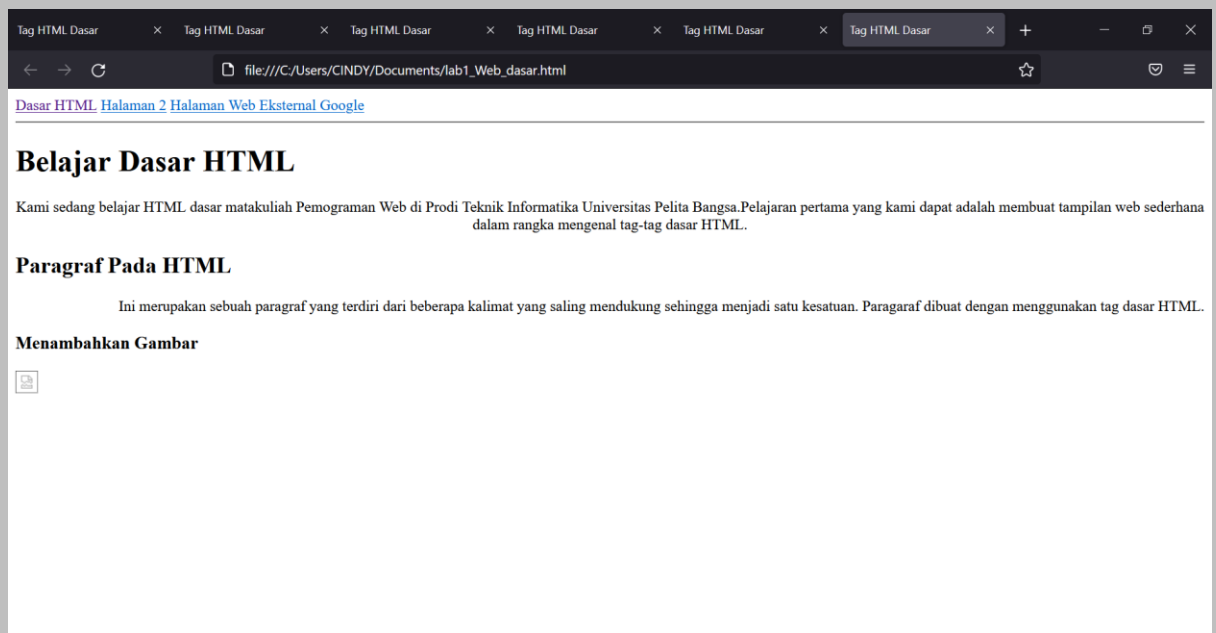 Tag HTML Dasar Tag HTML Dasar Tag HTML Dasar Tag HTML Dasar Tag HTML Dasar Tag HTML Dasar
file:///C:/Users/CINDY/Documents/lab1_Web_dasar.html
Dasar HTML Halaman 2 Halaman Web Eksternal Google
Belajar Dasar HTML
Kami sedang belajar HTML dasar matakuliah Pemograman Web di Prodi Teknik Informatika Universitas Pelita Bangsa.Pelajaran pertama yang kami dapat adalah membuat tampilan web sederhana
dalam rangka mengenal tag-tag dasar HTML.
Paragraf Pada HTML
Ini merupakan sebuah paragraf yang terdiri dari beberapa kalimat yang saling mendukung sehingga menjadi satu kesatuan. Paragaraf dibuat dengan menggunakan tag dasar HTML.
Menambahkan Gambar